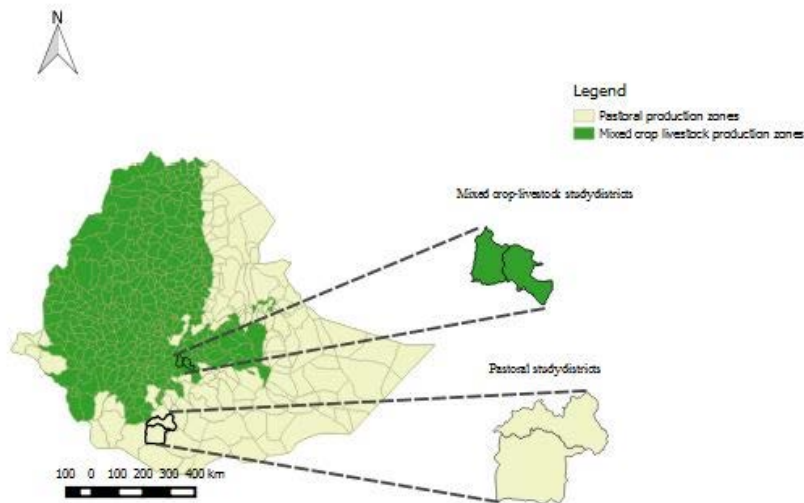 N
Legend
Pastoral production zones
Mixed crop livestock production zones
Mixed crop-livestock studydistricts
Pastoral studydistricts
100 0 100 200 300 400 km